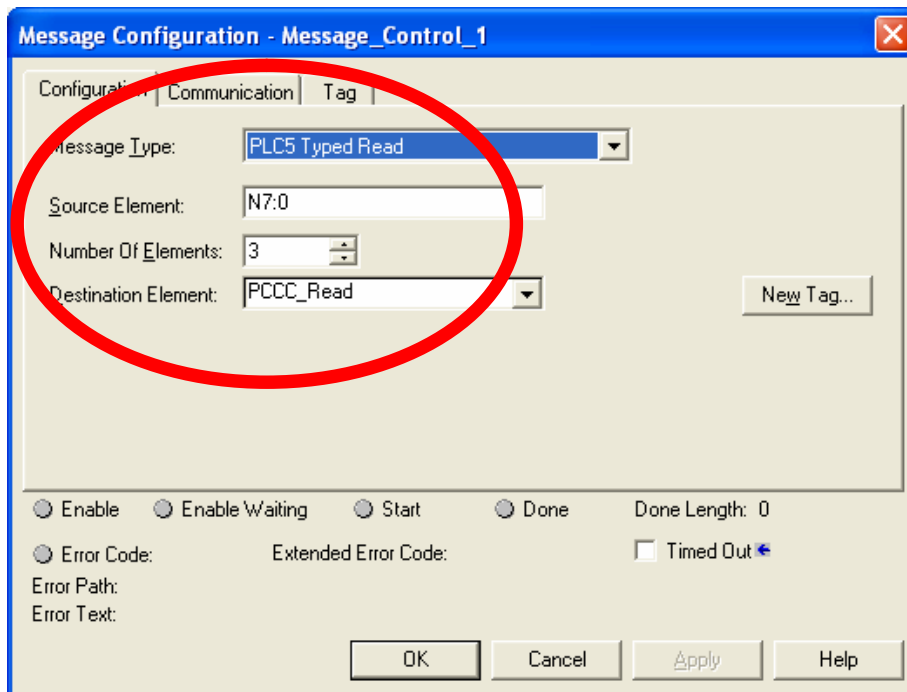 Message Configuration - Message_Control_1
Configuration Communication Tag
Message Type: PLC5 Typed Read
Source Element: N7:0
Number Of Elements: 3
Destination Element: PCCC_Read New Tag...
Enable Enable Waiting Start Done Done Length: 0
Error Code: Extended Error Code: Timed Out
Error Path:
Error Text:
OK Cancel Apply Help